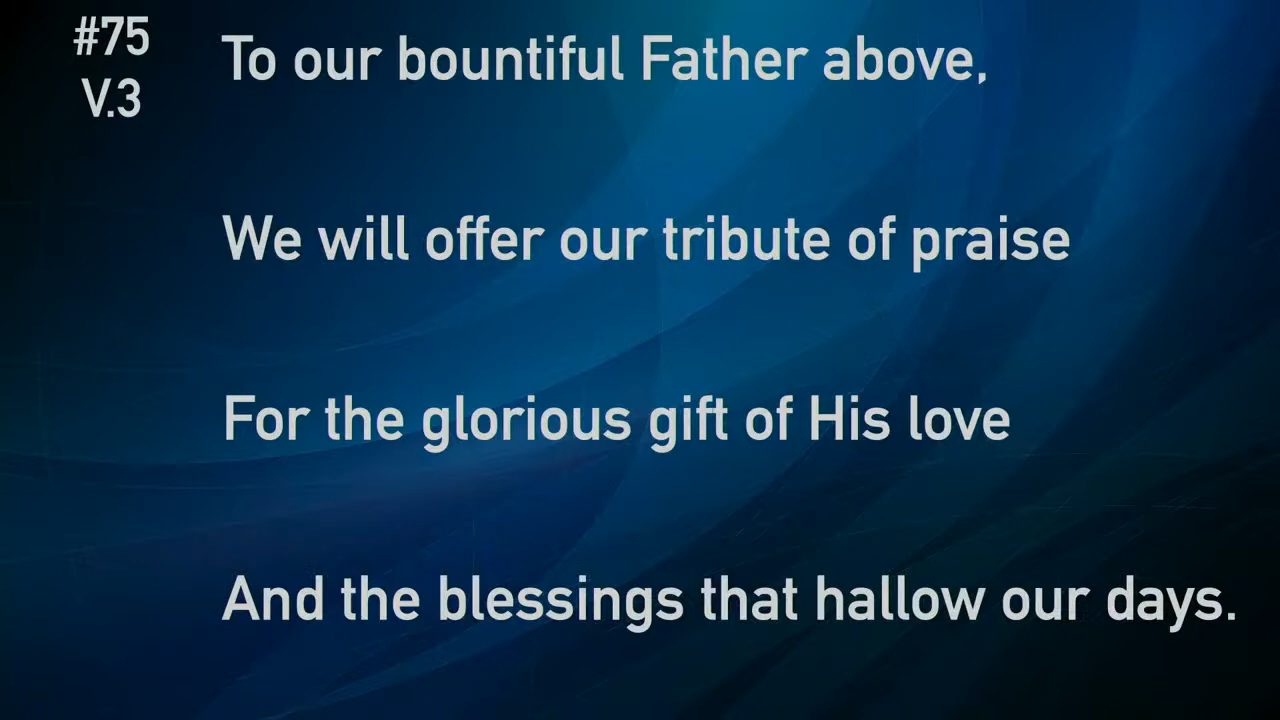 #75
V.3
To our bountiful Father above,
We will offer our tribute of praise
For the glorious gift of His love
And the blessings that hallow our days.